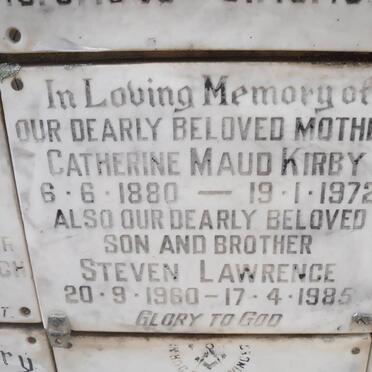 In Loving Memory of
OUR DEARLY BELOVED MOTH
CATHERINE MAUD KIRBY
6·6·1880 — 19·1·1972
ALSO OUR DEARLY BELOVED
SON AND BROTHER
STEVEN LAWRENCE
20·9·1960-17·4·1985
GLORY TO GOD